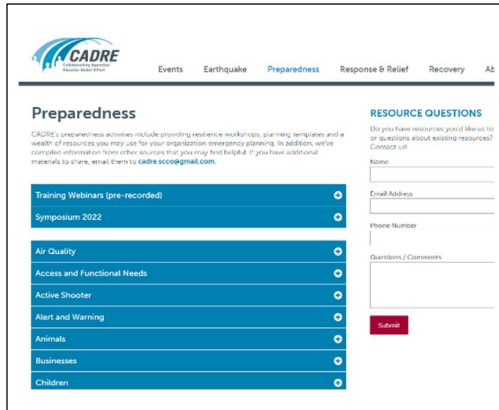 CADRE
Collaborating Agencies'
Disaster Relief Effort
Events Earthquake Preparedness Response & Relief Recovery Ab
Preparedness
CADRE's preparedness activities include providing resilience workshops, planning templates and a
wealth of resources you may use for your organization emergency planning. In addition, we've
compiled information from other sources that you may find helpful. If you have additional
materials to share, email them to cadre.scco@gmail.com.
Training Webinars (pre-recorded)
Symposium 2022
Air Quality
Access and Functional Needs
Active Shooter
Alert and Warning
Animals
Businesses
Children
RESOURCE QUESTIONS
Do you have resources you'd like us to
or questions about existing resources?
Contact us!
Name
Email Address
Phone Number
Questions / Comments
Submit